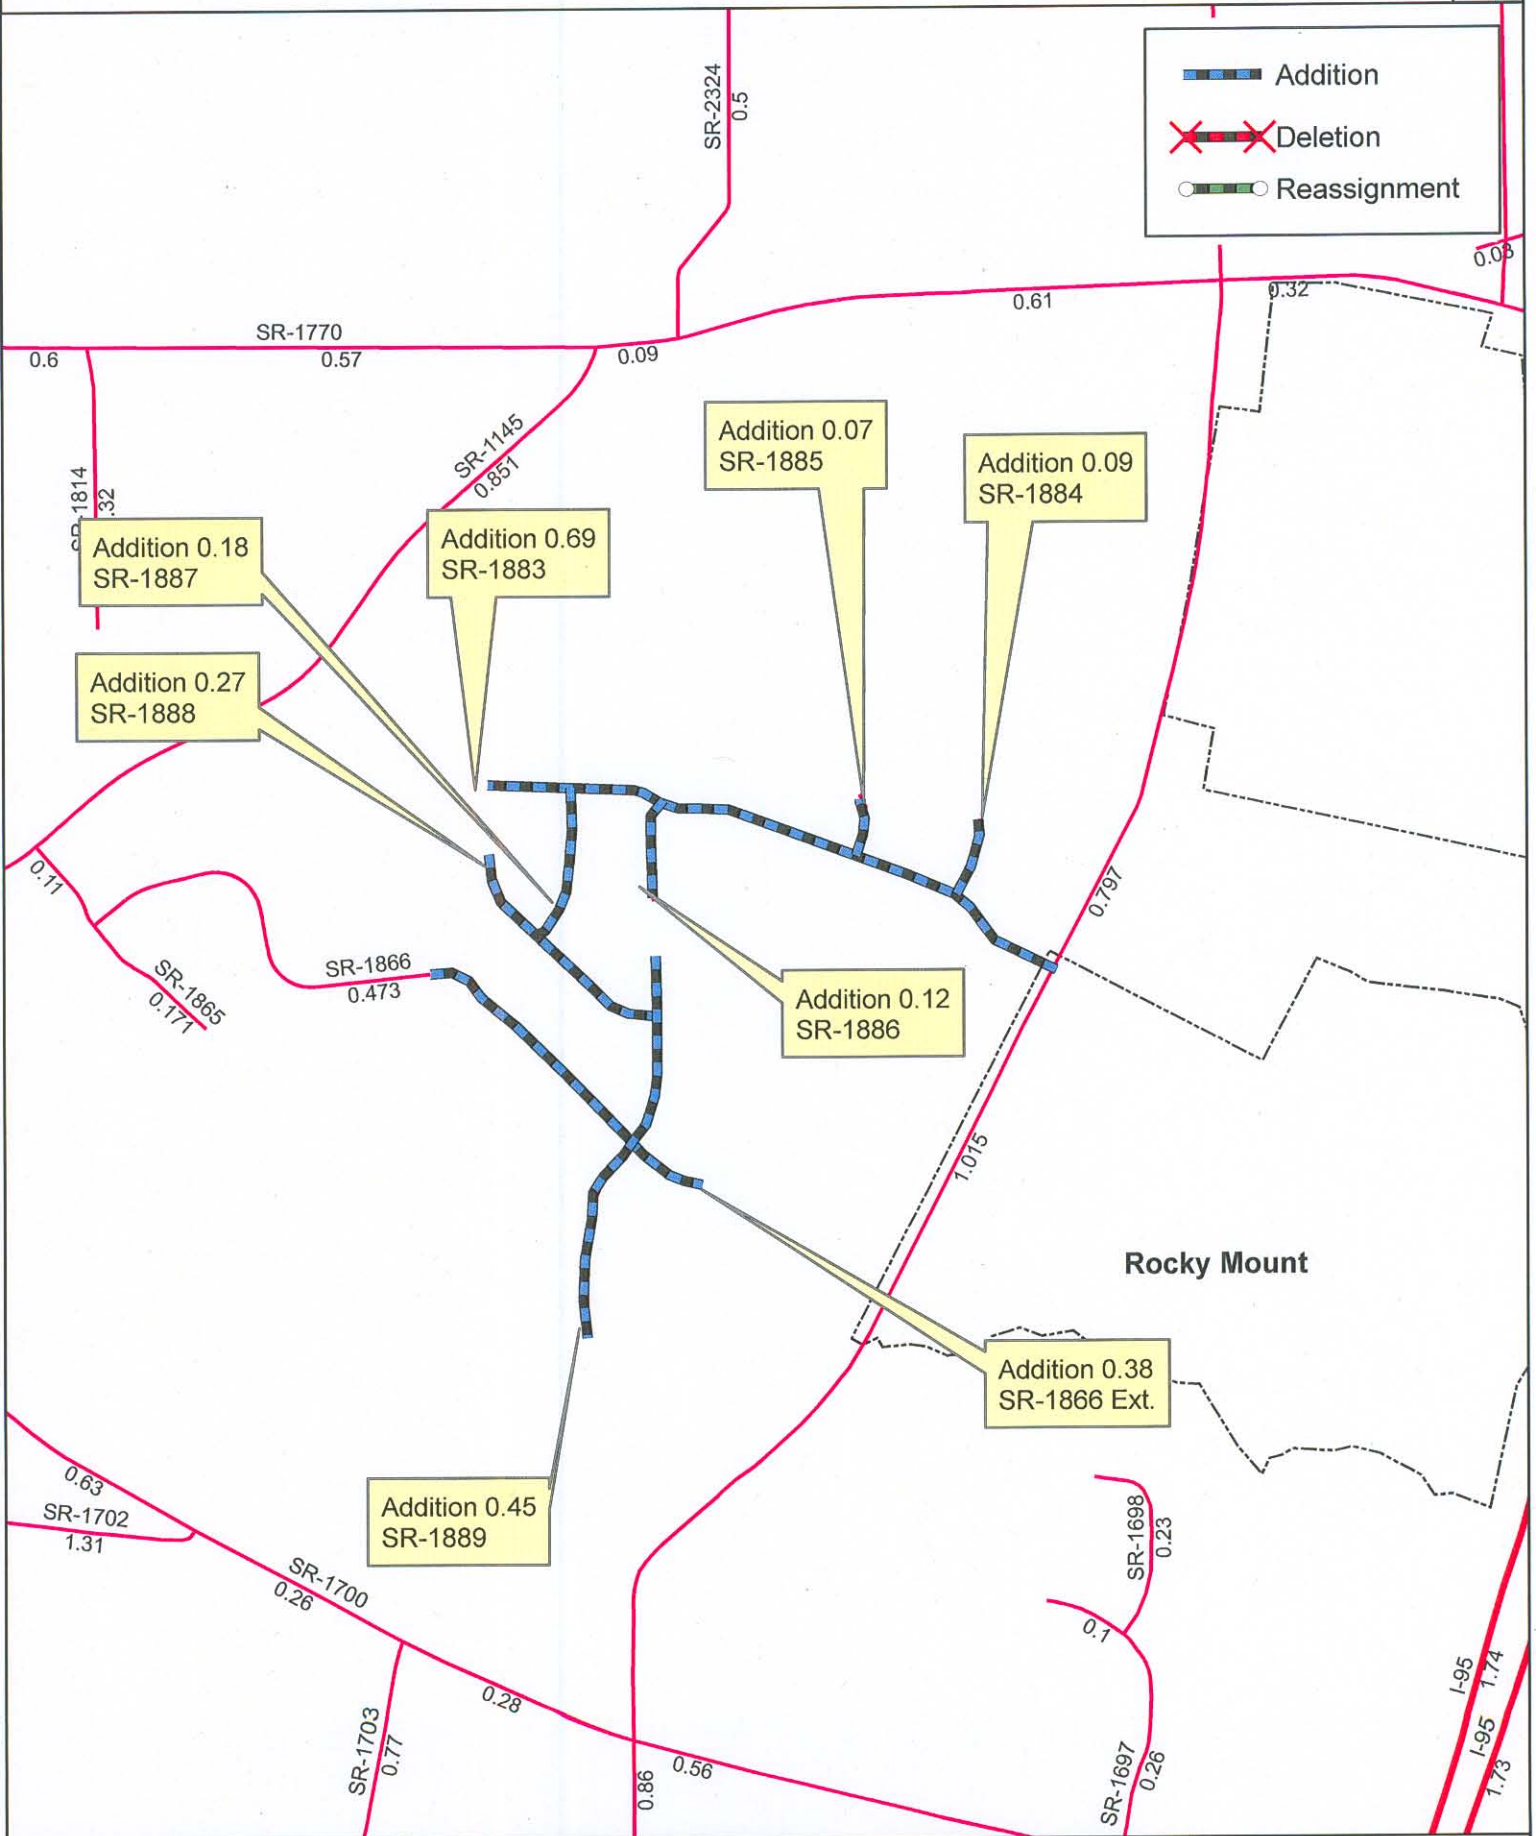 SR-2324
0.5
Addition
Deletion
Reassignment
0.03
0.61
0.32
SR-1770
0.6
0.57
0.09
SR-1145
0.851
SR-1814
.32
Addition 0.07
SR-1885
Addition 0.09
SR-1884
Addition 0.18
SR-1887
Addition 0.69
SR-1883
Addition 0.27
SR-1888
0.11
0.797
SR-1866
0.473
SR-1865
0.171
Addition 0.12
SR-1886
1.015
Rocky Mount
Addition 0.38
SR-1866 Ext.
0.63
SR-1702
1.31
Addition 0.45
SR-1889
SR-1700
0.26
SR-1698
0.23
0.1
0.28
SR-1703
0.77
0.56
0.86
SR-1697
0.26
I-95
1.74
I-95
1.73